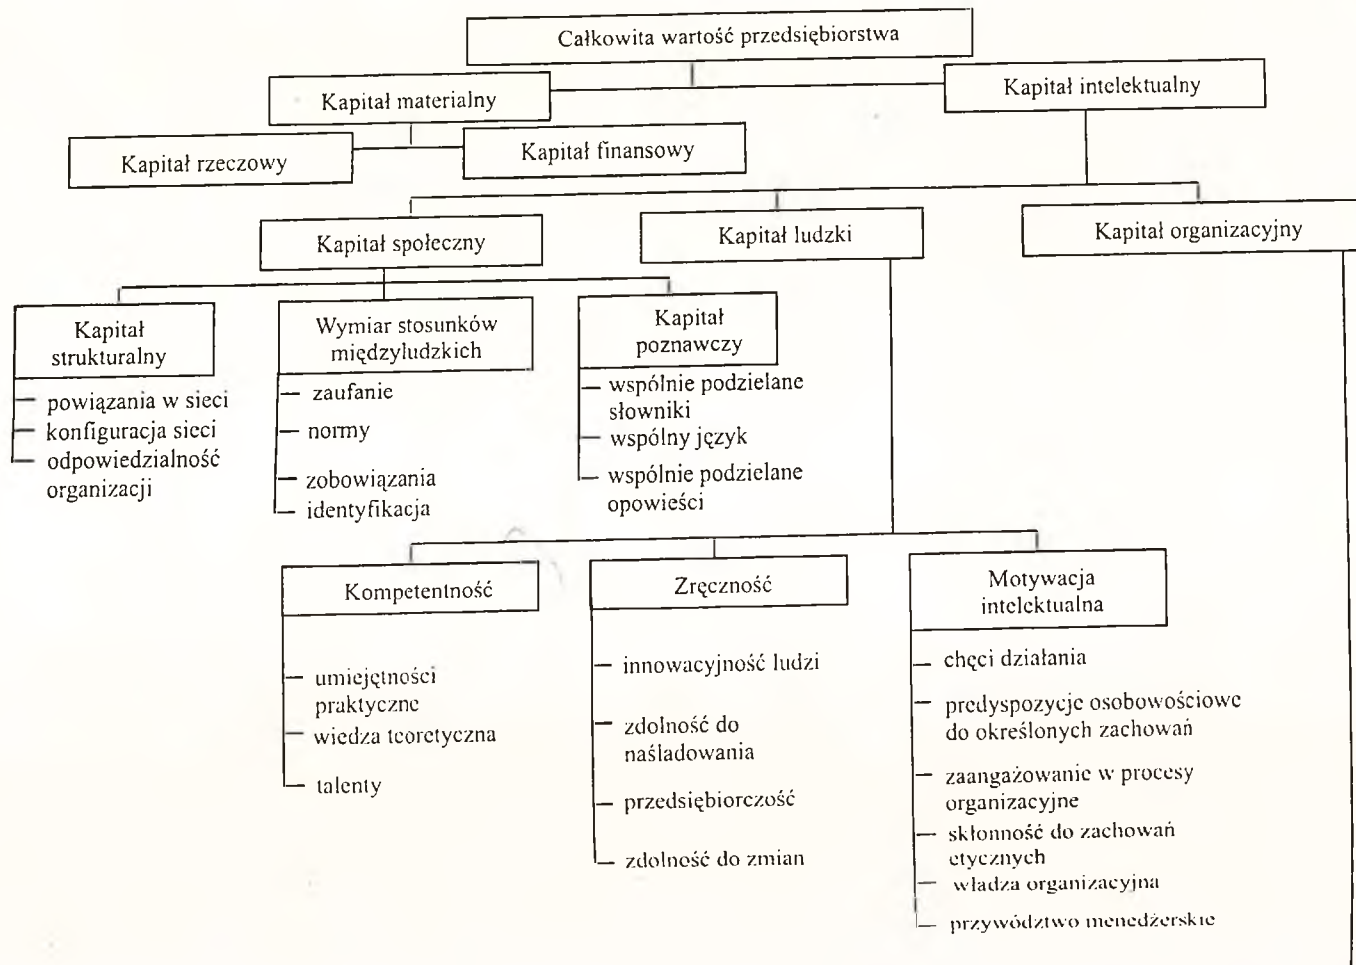 Całkowita wartość przedsiębiorstwa
Kapitał materialny
Kapitał intelektualny
Kapitał rzeczowy
Kapitał finansowy
Kapitał społeczny
Kapitał ludzki
Kapitał organizacyjny
Kapitał
strukturalny
powiązania w sieci
konfiguracja sieci
odpowiedzialność
organizacji
Wymiar stosunków
międzyludzkich
zaufanie
normy
zobowiązania
identyfikacja
Kapitał
poznawczy
wspólnie podzielane
słowniki
wspólny język
wspólnie podzielane
opowieści
Kompetentność
umiejętności
praktyczne
wiedza teoretyczna
talenty
Zręczność
innowacyjność ludzi
zdolność do
naśladowania
przedsiębiorczość
zdolność do zmian
Motywacja
intelektualna
chęci działania
predyspozycje osobowościowe
do określonych zachowań
zaangażowanie w procesy
organizacyjne
skłonność do zachowań
etycznych
władza organizacyjna
przywództwo menedżerskie